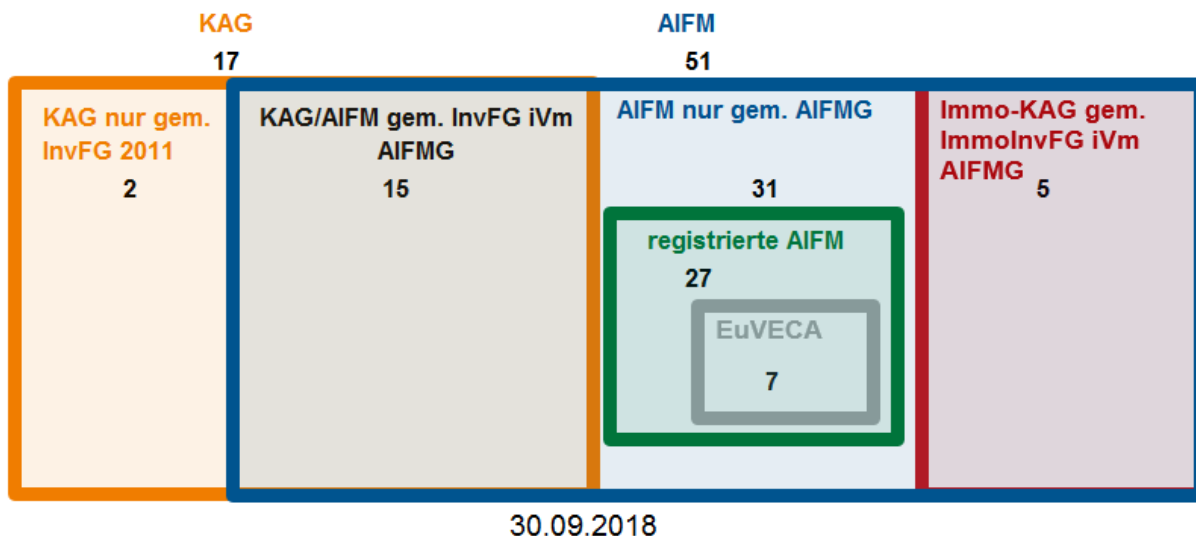 KAG
17
AIFM
51
KAG nur gem.
InvFG 2011
2
KAG/AIFM gem. InvFG iVm
AIFMG
15
AIFM nur gem. AIFMG
31
registrierte AIFM
27
EuVECA
7
Immo-KAG gem.
ImmoInvFG iVm
AIFMG
5
30.09.2018